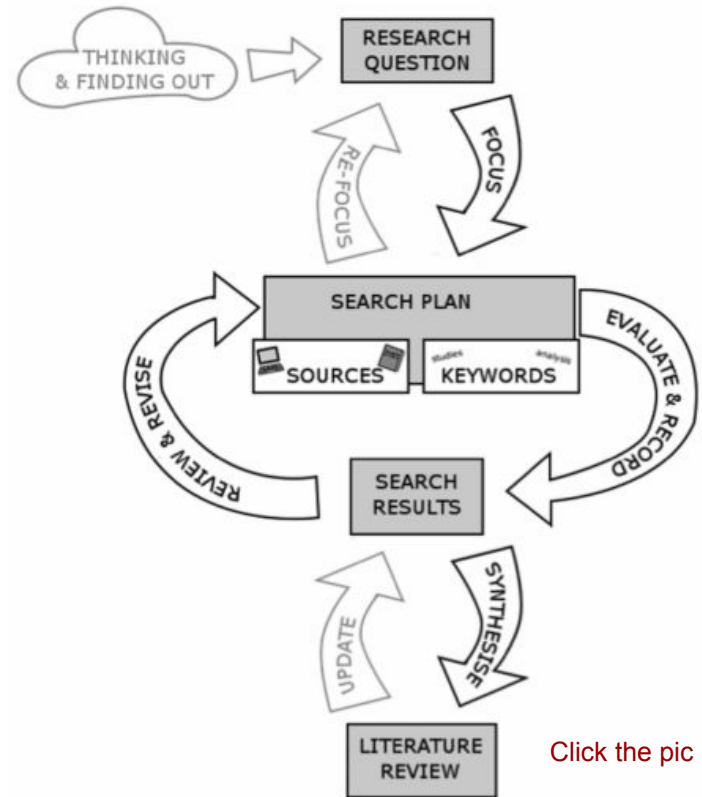 THINKING
& FINDING OUT
RESEARCH
QUESTION
RE-FOCUS
FOCUS
SEARCH PLAN
SOURCES
studies
analysis
KEYWORDS
EVALUATE & RECORD
REVIEW & REVISE
SEARCH
RESULTS
UPDATE
SYNTHESISE
LITERATURE
REVIEW
Click the pic